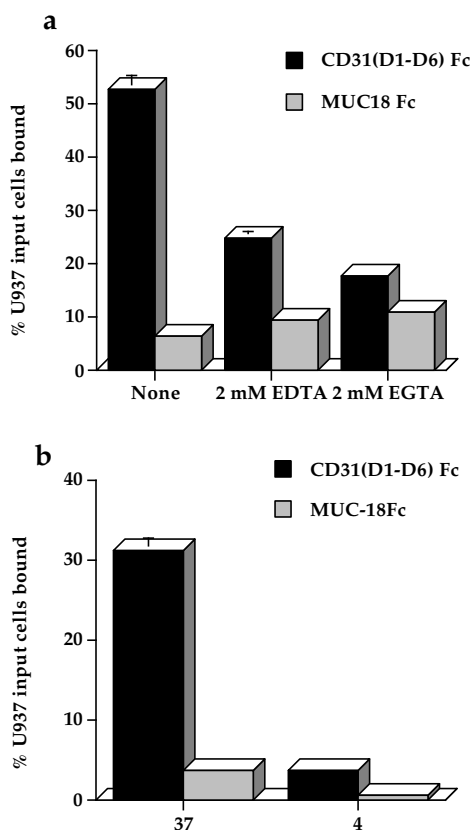 a
60
50
40
30
20
10
0
% U937 input cells bound
CD31(D1-D6) Fc
MUC18 Fc
None
2 mM EDTA
2 mM EGTA
b
40
30
20
10
0
% U937 input cells bound
CD31(D1-D6) Fc
MUC-18Fc
37
4